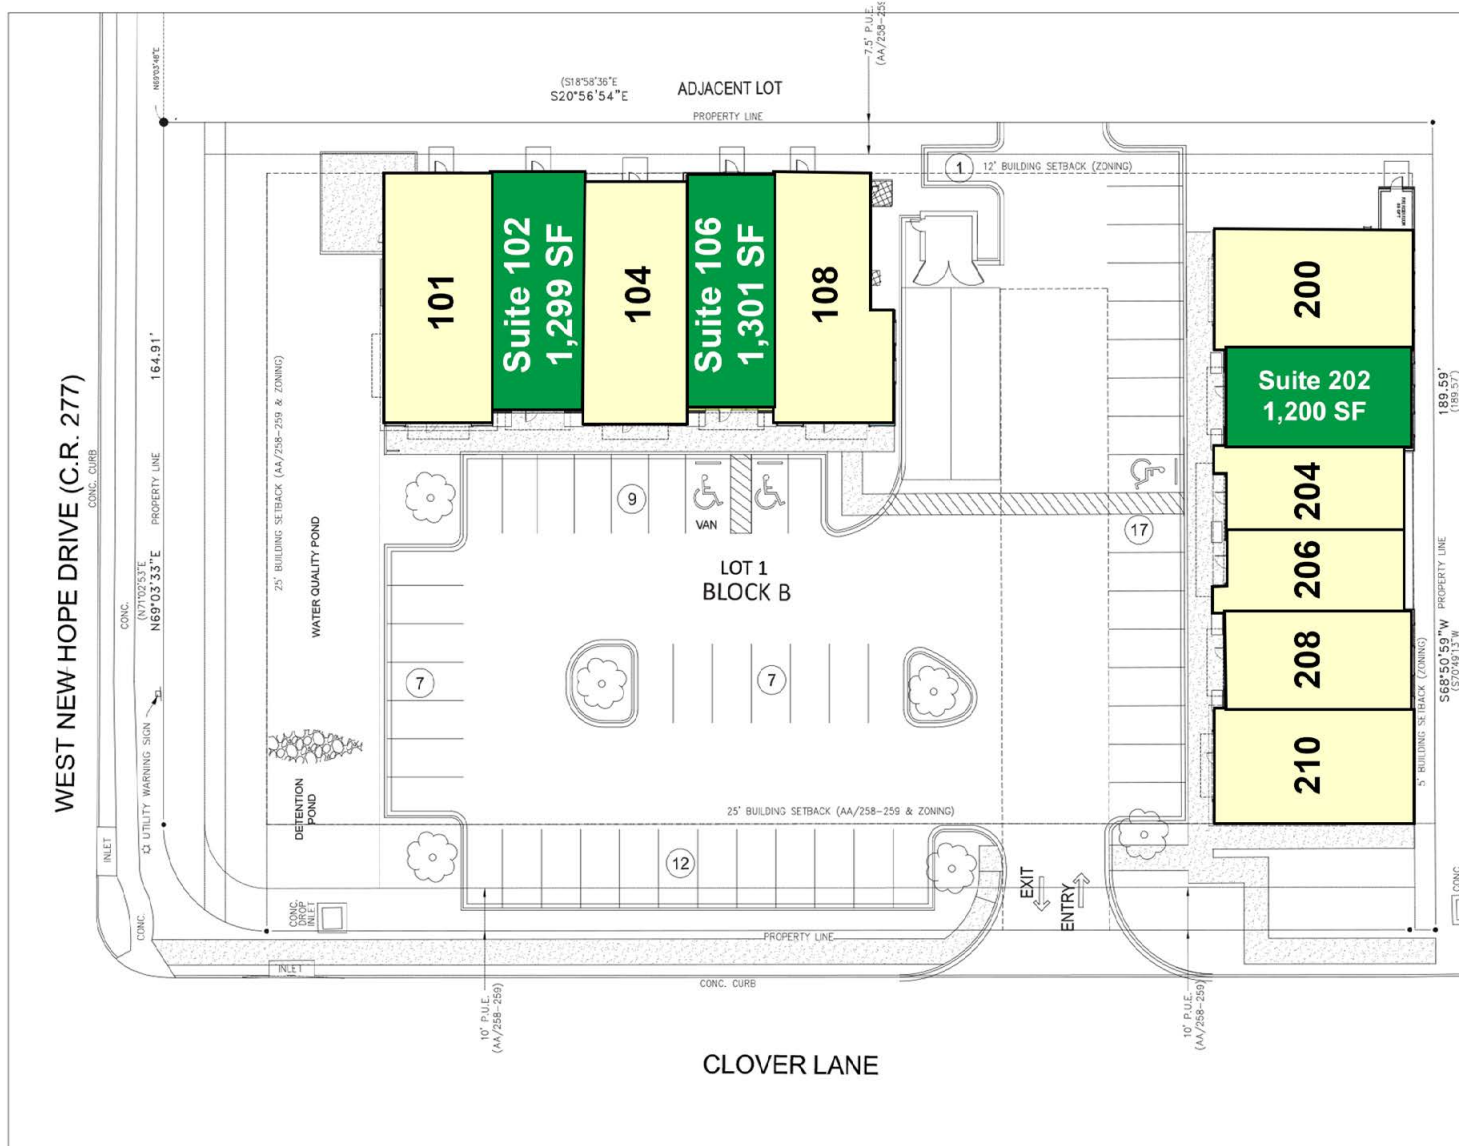 7.5' P.U.E.
(AA/258-259
N69°03'48"E
(S18°58'36"E
S20°56'54"E
ADJACENT LOT
PROPERTY LINE
1
12' BUILDING SETBACK (ZONING)
101
Suite 102
1,299 SF
104
Suite 106
1,301 SF
108
200
Suite 202
1,200 SF
204
206
208
210
WEST NEW HOPE DRIVE (C.R. 277)
CONC. CURB
CONC.
164.91'
PROPERTY LINE
(N71°02'53"E
N69°03'33"E
25' BUILDING SETBACK (AA/258-259 & ZONING)
WATER QUALITY POND
9
VAN
17
LOT 1
BLOCK B
7
7
189.59'
(189.57')
PROPERTY LINE
S68°50'59"W
(S70°49'13"W
5' BUILDING SETBACK (ZONING)
UTILITY WARNING SIGN
DETENTION
POND
25' BUILDING SETBACK (AA/258-259 & ZONING)
12
INLET
CONC.
CONC.
DROP
INLET
EXIT
ENTRY
CONC.
PROPERTY LINE
INLET
CONC. CURB
10' P.U.E.
(AA/258-259)
10' P.U.E.
(AA/258-259)
CLOVER LANE